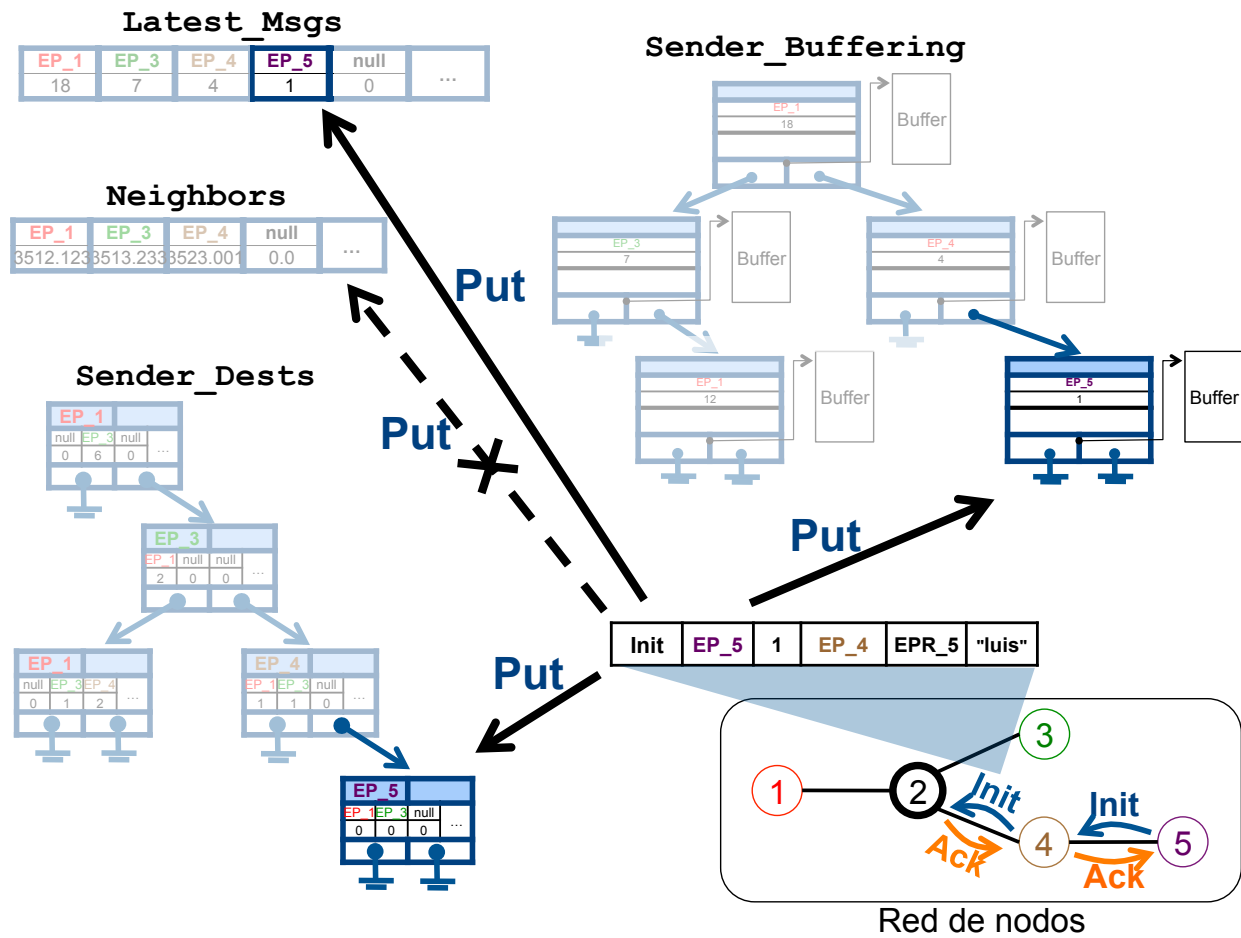 Latest_Msgs
EP_1 EP_3 EP_4 EP_5 null ...
18 7 4 1 0
Neighbors
EP_1 EP_3 EP_4 null ...
3512.123 3513.233 3523.001 0.0
Sender_Buffering
EP_1
18
Buffer
EP_3
7
Buffer
EP_4
4
Buffer
EP_1
12
Buffer
EP_5
1
Buffer
Put
Put
Put
Put
Sender_Dests
EP_1
null EP_3 null ...
0 6 0
EP_3
EP_1 null null ...
2 0 0
EP_1
null EP_3 EP_4 ...
0 1 2
EP_4
EP_1 EP_3 null ...
1 1 0
EP_5
EP_1 EP_3 null ...
0 0 0
Init EP_5 1 EP_4 EPR_5 "luis"
1
2
3
4
5
Init
Ack
Init
Ack
Red de nodos